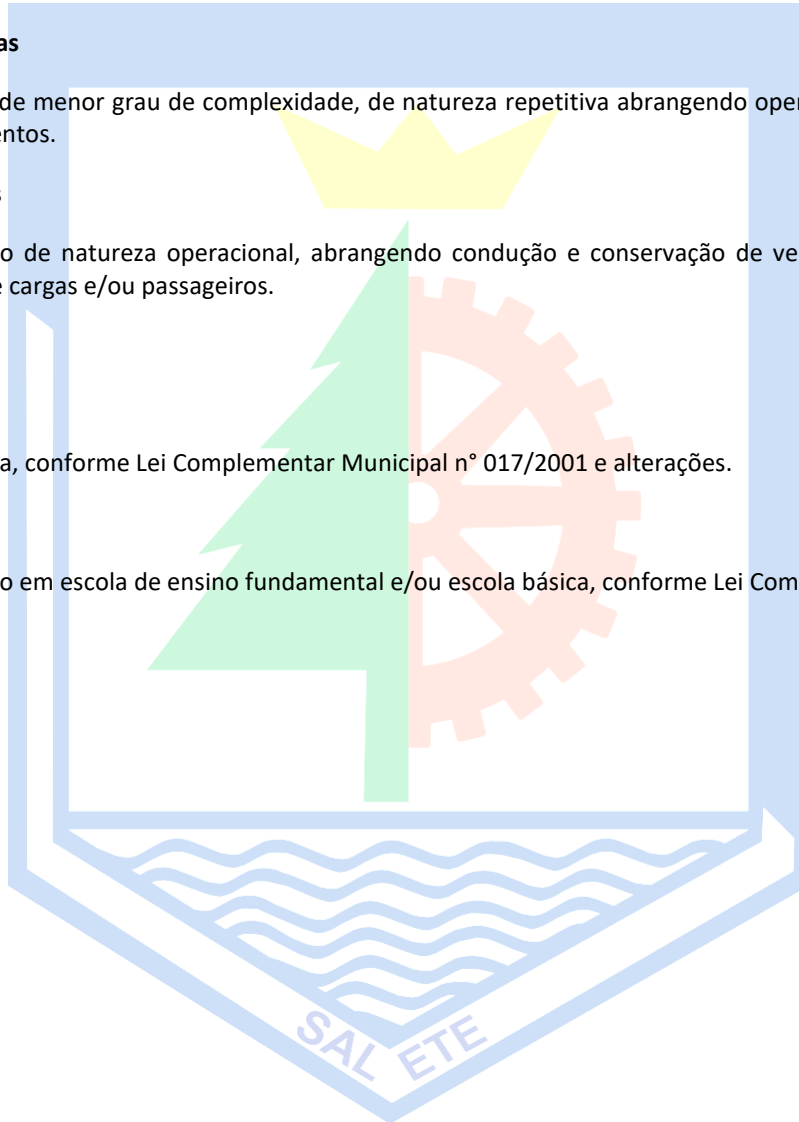 as
de menor grau de complexidade, de natureza repetitiva abrangendo oper
entos.
s
o de natureza operacional, abrangendo condução e conservação de ve
e cargas e/ou passageiros.
a, conforme Lei Complementar Municipal n° 017/2001 e alterações.
o em escola de ensino fundamental e/ou escola básica, conforme Lei Com
SAL ETE